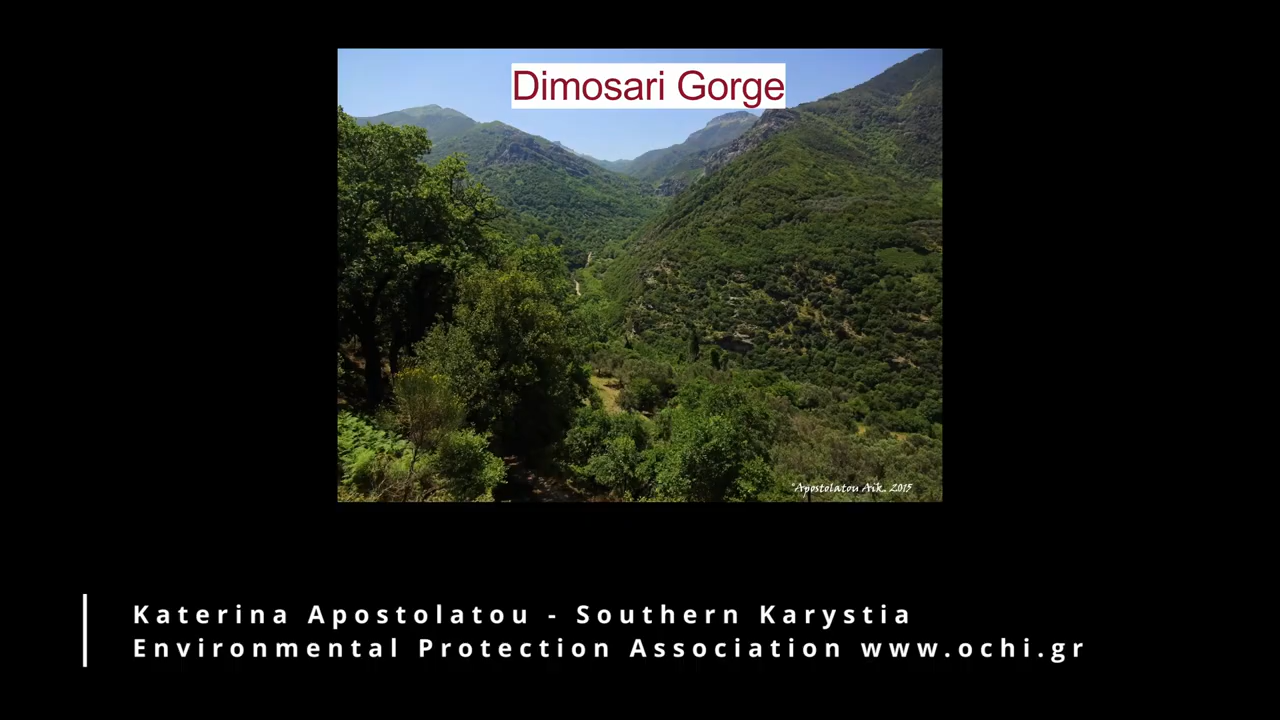 Dimosari Gorge
"Apostolatou Aik. 2015
Katerina Apostolatou - Southern Karystia
Environmental Protection Association www.ochi.gr